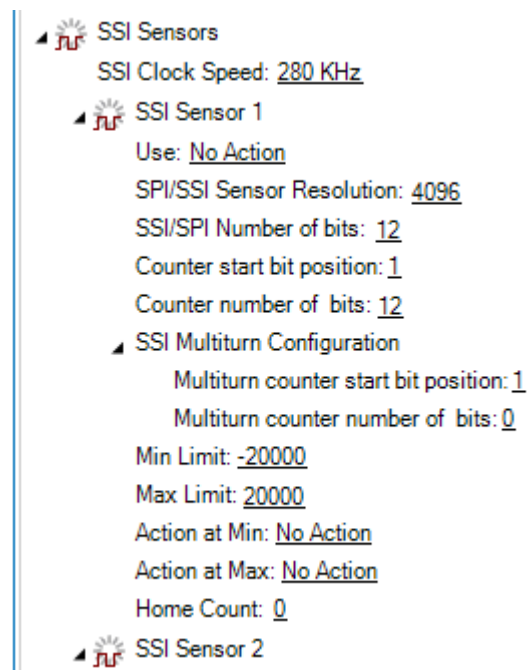 SSI Sensors
SSI Clock Speed: 280 KHz
SSI Sensor 1
Use: No Action
SPI/SSI Sensor Resolution: 4096
SSI/SPI Number of bits: 12
Counter start bit position: 1
Counter number of bits: 12
SSI Multiturn Configuration
Multiturn counter start bit position: 1
Multiturn counter number of bits: 0
Min Limit: -20000
Max Limit: 20000
Action at Min: No Action
Action at Max: No Action
Home Count: 0
SSI Sensor 2